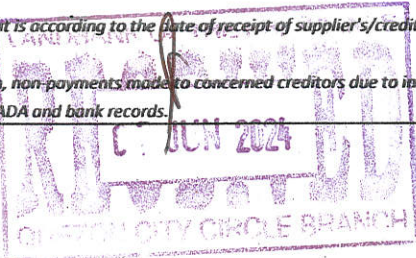 it is according to the date of receipt of supplier's/credit
non-payments made to concerned creditors due to in
ADA and bank records.
JUN 2024
CITY CIRCLE BRANCH